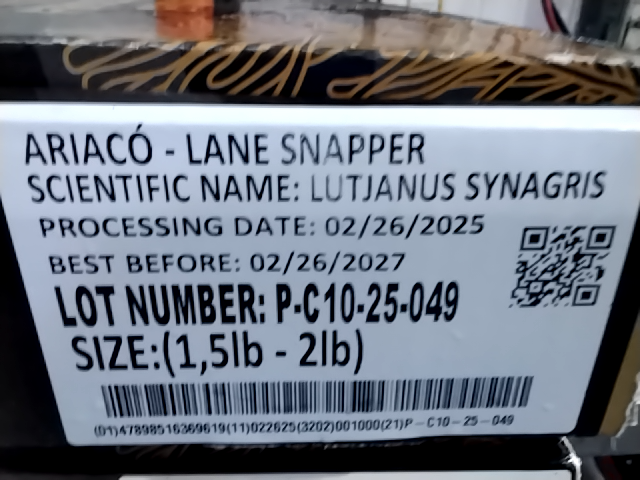 ARIACÓ - LANE SNAPPER
SCIENTIFIC NAME: LUTJANUS SYNAGRIS
PROCESSING DATE: 02/26/2025
BEST BEFORE: 02/26/2027
LOT NUMBER: P-C10-25-049
SIZE:(1,5lb - 2lb)
(01)47898516369619(11)022625(3202)001000(21)P-C10-25-049